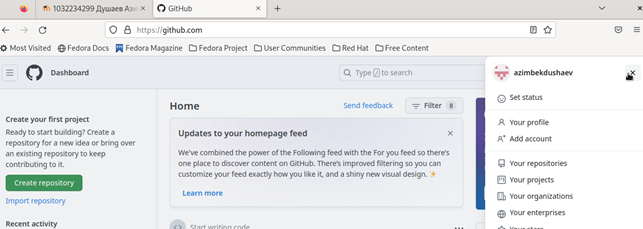 1032234299 Душаев Ази
GitHub
https://github.com
Most Visited
Fedora Docs
Fedora Magazine
Fedora Project
User Communities
Red Hat
Free Content
Dashboard
Type / to search
azimbekdushaev
Set status
Your profile
Add account
Your repositories
Your projects
Your organizations
Your enterprises
Create your first project
Ready to start building? Create a
repository for a new idea or bring over
an existing repository to keep
contributing to it.
Create repository
Import repository
Recent activity
Home
Send feedback
Filter 8
Updates to your homepage feed
We've combined the power of the Following feed with the For you feed so there's
one place to discover content on GitHub. There's improved filtering so you can
customize your feed exactly how you like it, and a shiny new visual design. ✨
Learn more
Start writing code